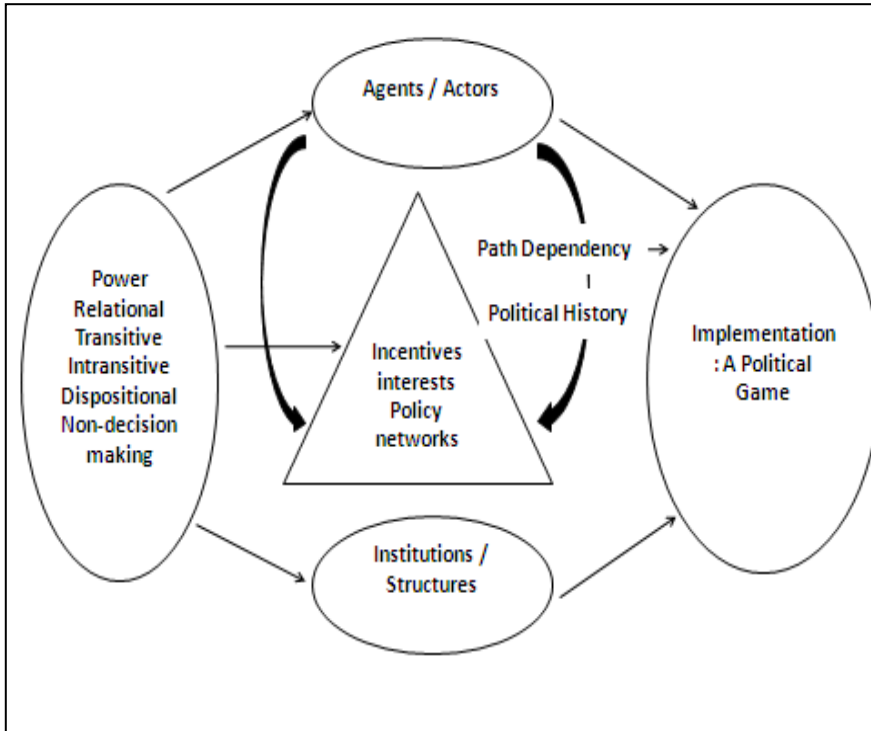 Agents / Actors
Power
Relational
Transitive
Intransitive
Dispositional
Non-decision
making
Incentives
interests
Policy
networks
Path Dependency
Political History
Implementation
: A Political
Game
Institutions /
Structures